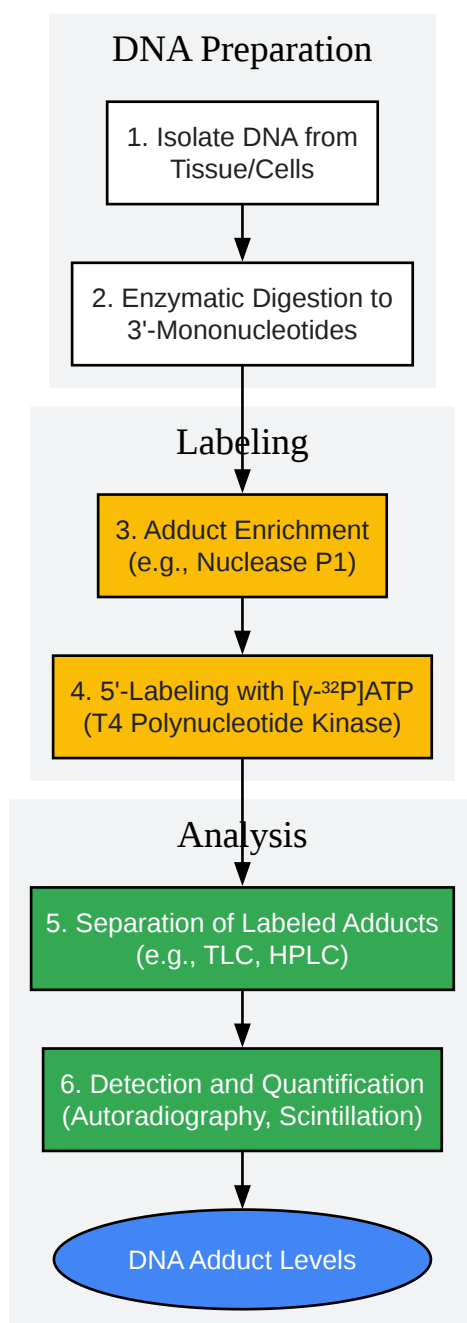 DNA Preparation
1. Isolate DNA from
Tissue/Cells
2. Enzymatic Digestion to
3'-Mononucleotides
Labeling
3. Adduct Enrichment
(e.g., Nuclease P1)
4. 5'-Labeling with [γ-³²P]ATP
(T4 Polynucleotide Kinase)
Analysis
5. Separation of Labeled Adducts
(e.g., TLC, HPLC)
6. Detection and Quantification
(Autoradiography, Scintillation)
DNA Adduct Levels